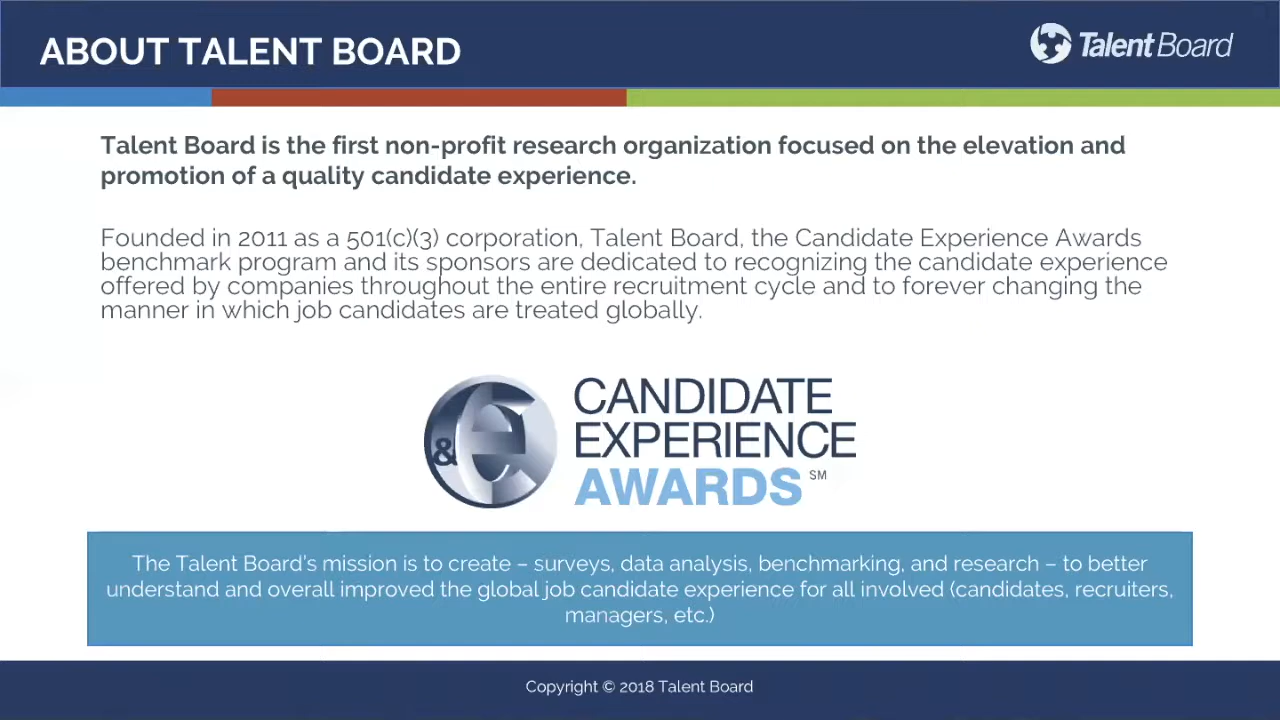 ABOUT TALENT BOARD
TalentBoard
Talent Board is the first non-profit research organization focused on the elevation and
promotion of a quality candidate experience.
Founded in 2011 as a 501(c)(3) corporation, Talent Board, the Candidate Experience Awards
benchmark program and its sponsors are dedicated to recognizing the candidate experience
offered by companies throughout the entire recruitment cycle and to forever changing the
manner in which job candidates are treated globally.
&e
CANDIDATE
EXPERIENCE
AWARDS SM
The Talent Board's mission is to create – surveys, data analysis, benchmarking, and research – to better
understand and overall improved the global job candidate experience for all involved (candidates, recruiters,
managers, etc.)
Copyright © 2018 Talent Board